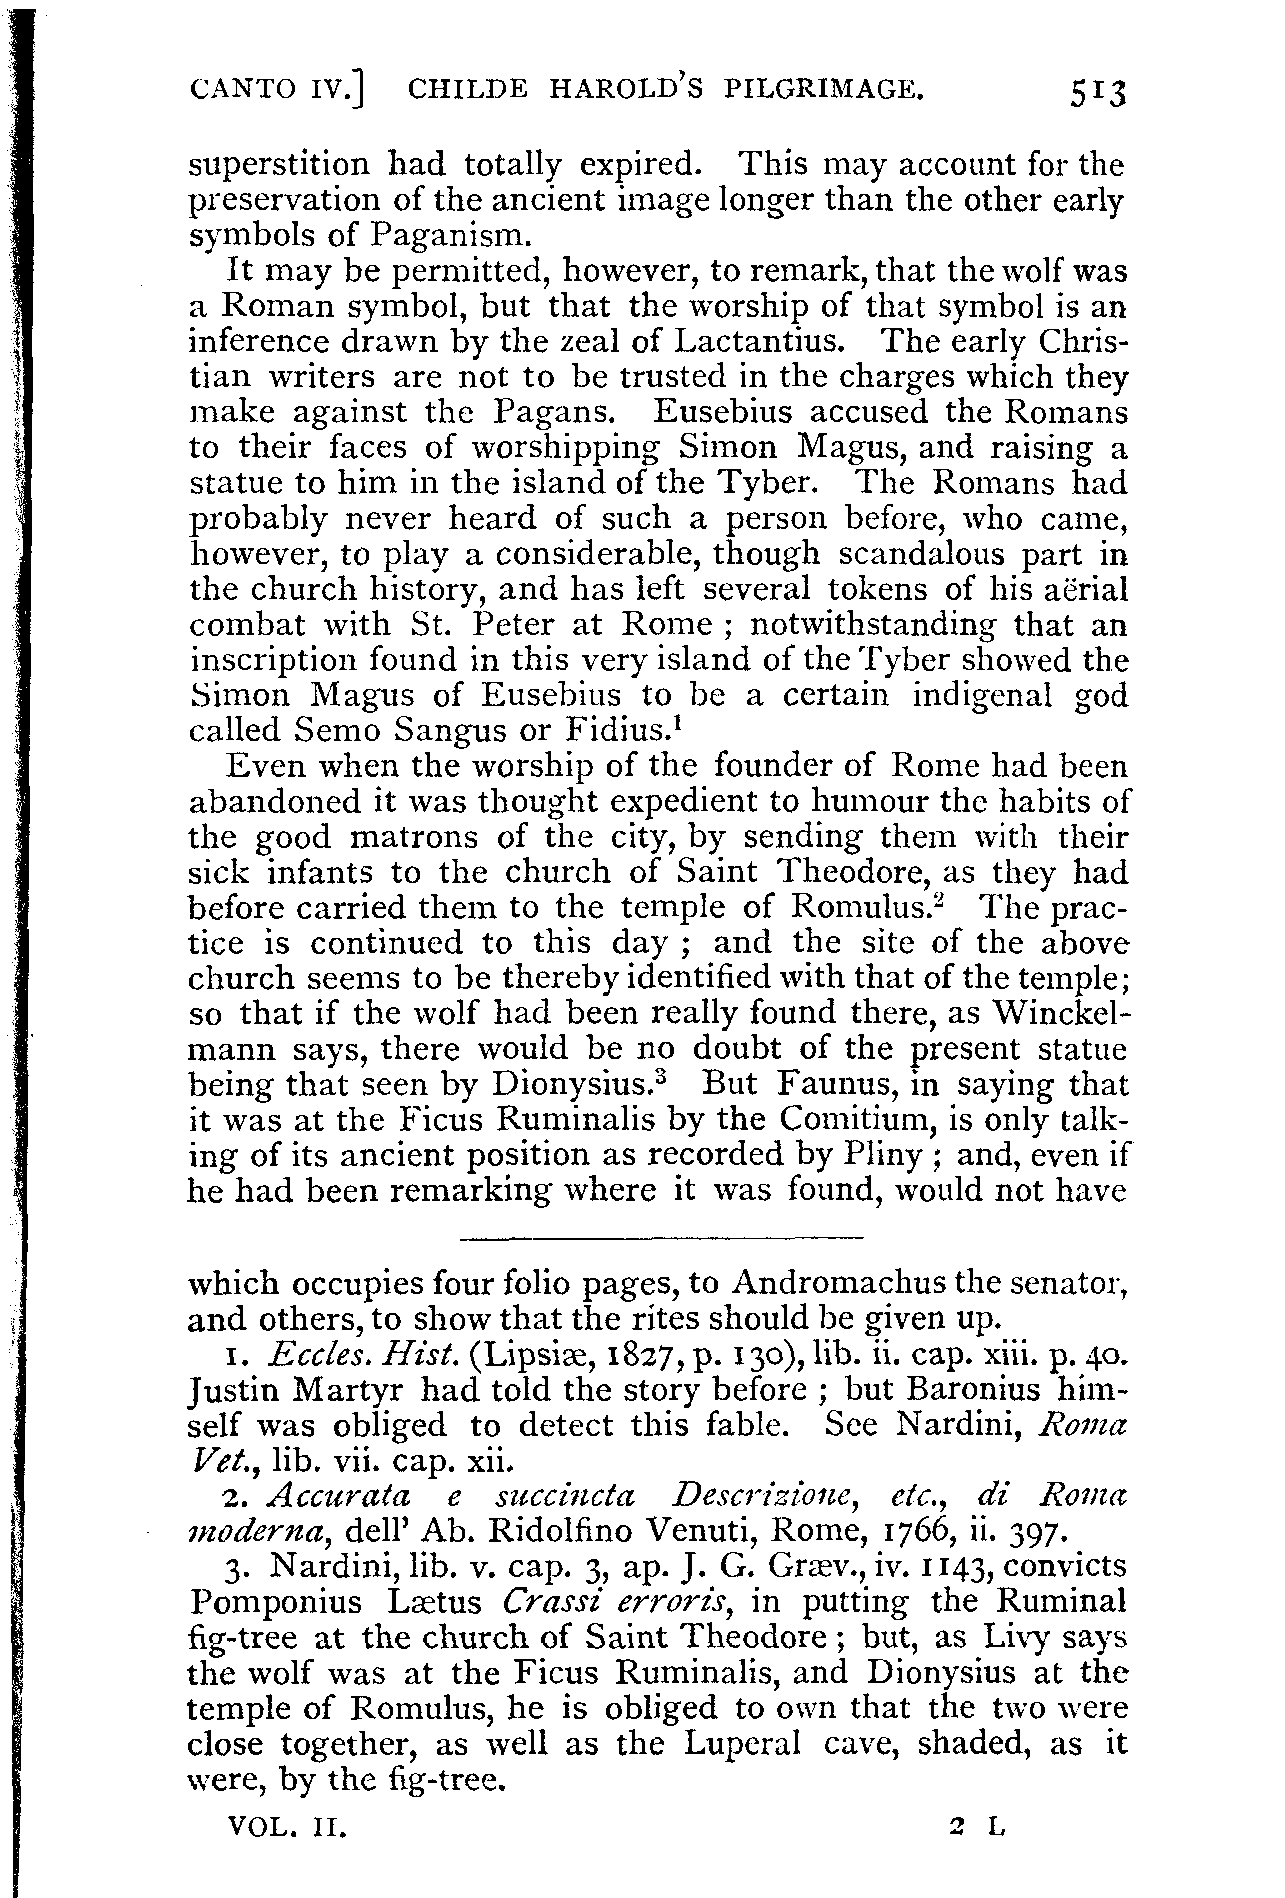 CANTO IV.] CHILDE HAROLD'S PILGRIMAGE. 513
superstition had totally expired. This may account for the
preservation of the ancient image longer than the other early
symbols of Paganism.
It may be permitted, however, to remark, that the wolf was
a Roman symbol, but that the worship of that symbol is an
inference drawn by the zeal of Lactantius. The early Chris-
tian writers are not to be trusted in the charges which they
make against the Pagans. Eusebius accused the Romans
to their faces of worshipping Simon Magus, and raising a
statue to him in the island of the Tyber. The Romans had
probably never heard of such a person before, who came,
however, to play a considerable, though scandalous part in
the church history, and has left several tokens of his aërial
combat with St. Peter at Rome ; notwithstanding that an
inscription found in this very island of the Tyber showed the
Simon Magus of Eusebius to be a certain indigenal god
called Semo Sangus or Fidius.¹
Even when the worship of the founder of Rome had been
abandoned it was thought expedient to humour the habits of
the good matrons of the city, by sending them with their
sick infants to the church of Saint Theodore, as they had
before carried them to the temple of Romulus.² The prac-
tice is continued to this day ; and the site of the above
church seems to be thereby identified with that of the temple;
so that if the wolf had been really found there, as Winckel-
mann says, there would be no doubt of the present statue
being that seen by Dionysius.³ But Faunus, in saying that
it was at the Ficus Ruminalis by the Comitium, is only talk-
ing of its ancient position as recorded by Pliny ; and, even if
he had been remarking where it was found, would not have
which occupies four folio pages, to Andromachus the senator,
and others, to show that the rites should be given up.
1. Eccles. Hist. (Lipsiæ, 1827, p. 130), lib. ii. cap. xiii. p. 40.
Justin Martyr had told the story before ; but Baronius him-
self was obliged to detect this fable. See Nardini, Roma
Vet., lib. vii. cap. xii.
2. Accurata e succincta Descrizione, etc., di Roma
moderna, dell' Ab. Ridolfino Venuti, Rome, 1766, ii. 397.
3. Nardini, lib. v. cap. 3, ap. J. G. Græv., iv. 1143, convicts
Pomponius Lætus Crassi erroris, in putting the Ruminal
fig-tree at the church of Saint Theodore ; but, as Livy says
the wolf was at the Ficus Ruminalis, and Dionysius at the
temple of Romulus, he is obliged to own that the two were
close together, as well as the Luperal cave, shaded, as it
were, by the fig-tree.
VOL. II. 2 L